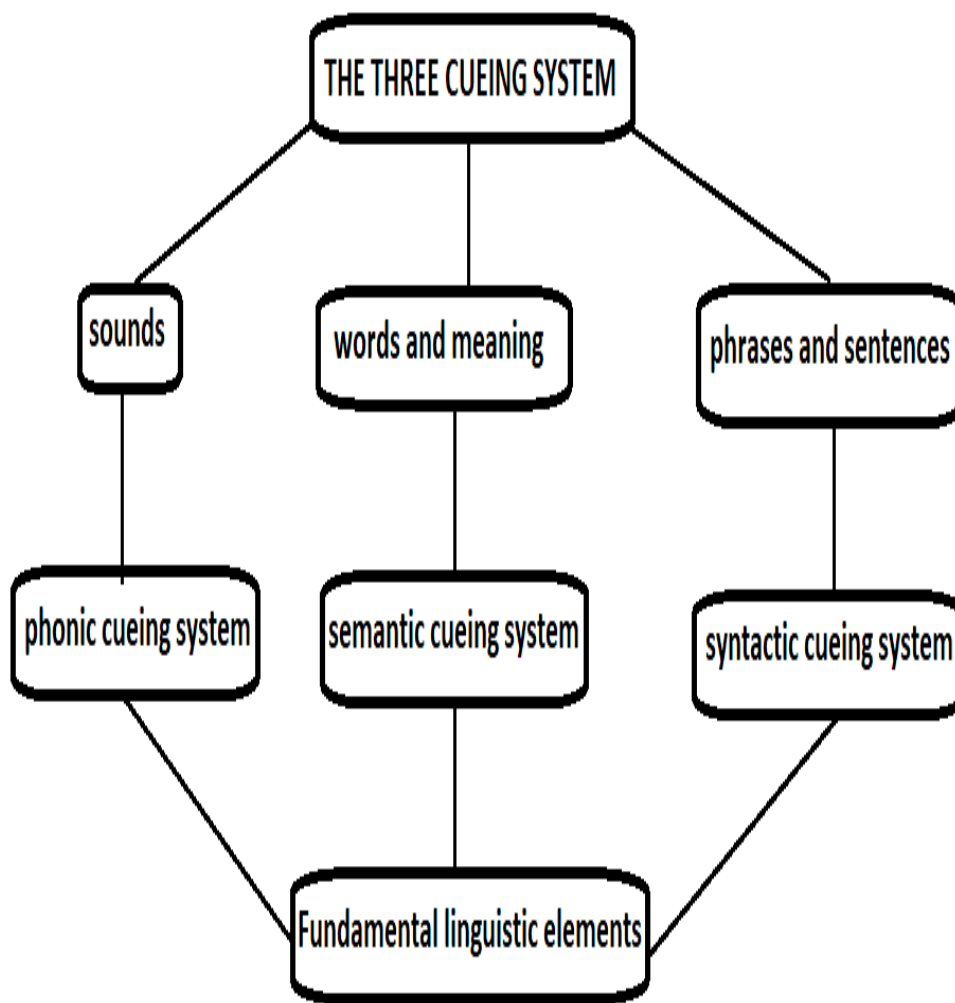 THE THREE CUEING SYSTEM
sounds
words and meaning
phrases and sentences
phonic cueing system
semantic cueing system
syntactic cueing system
Fundamental linguistic elements